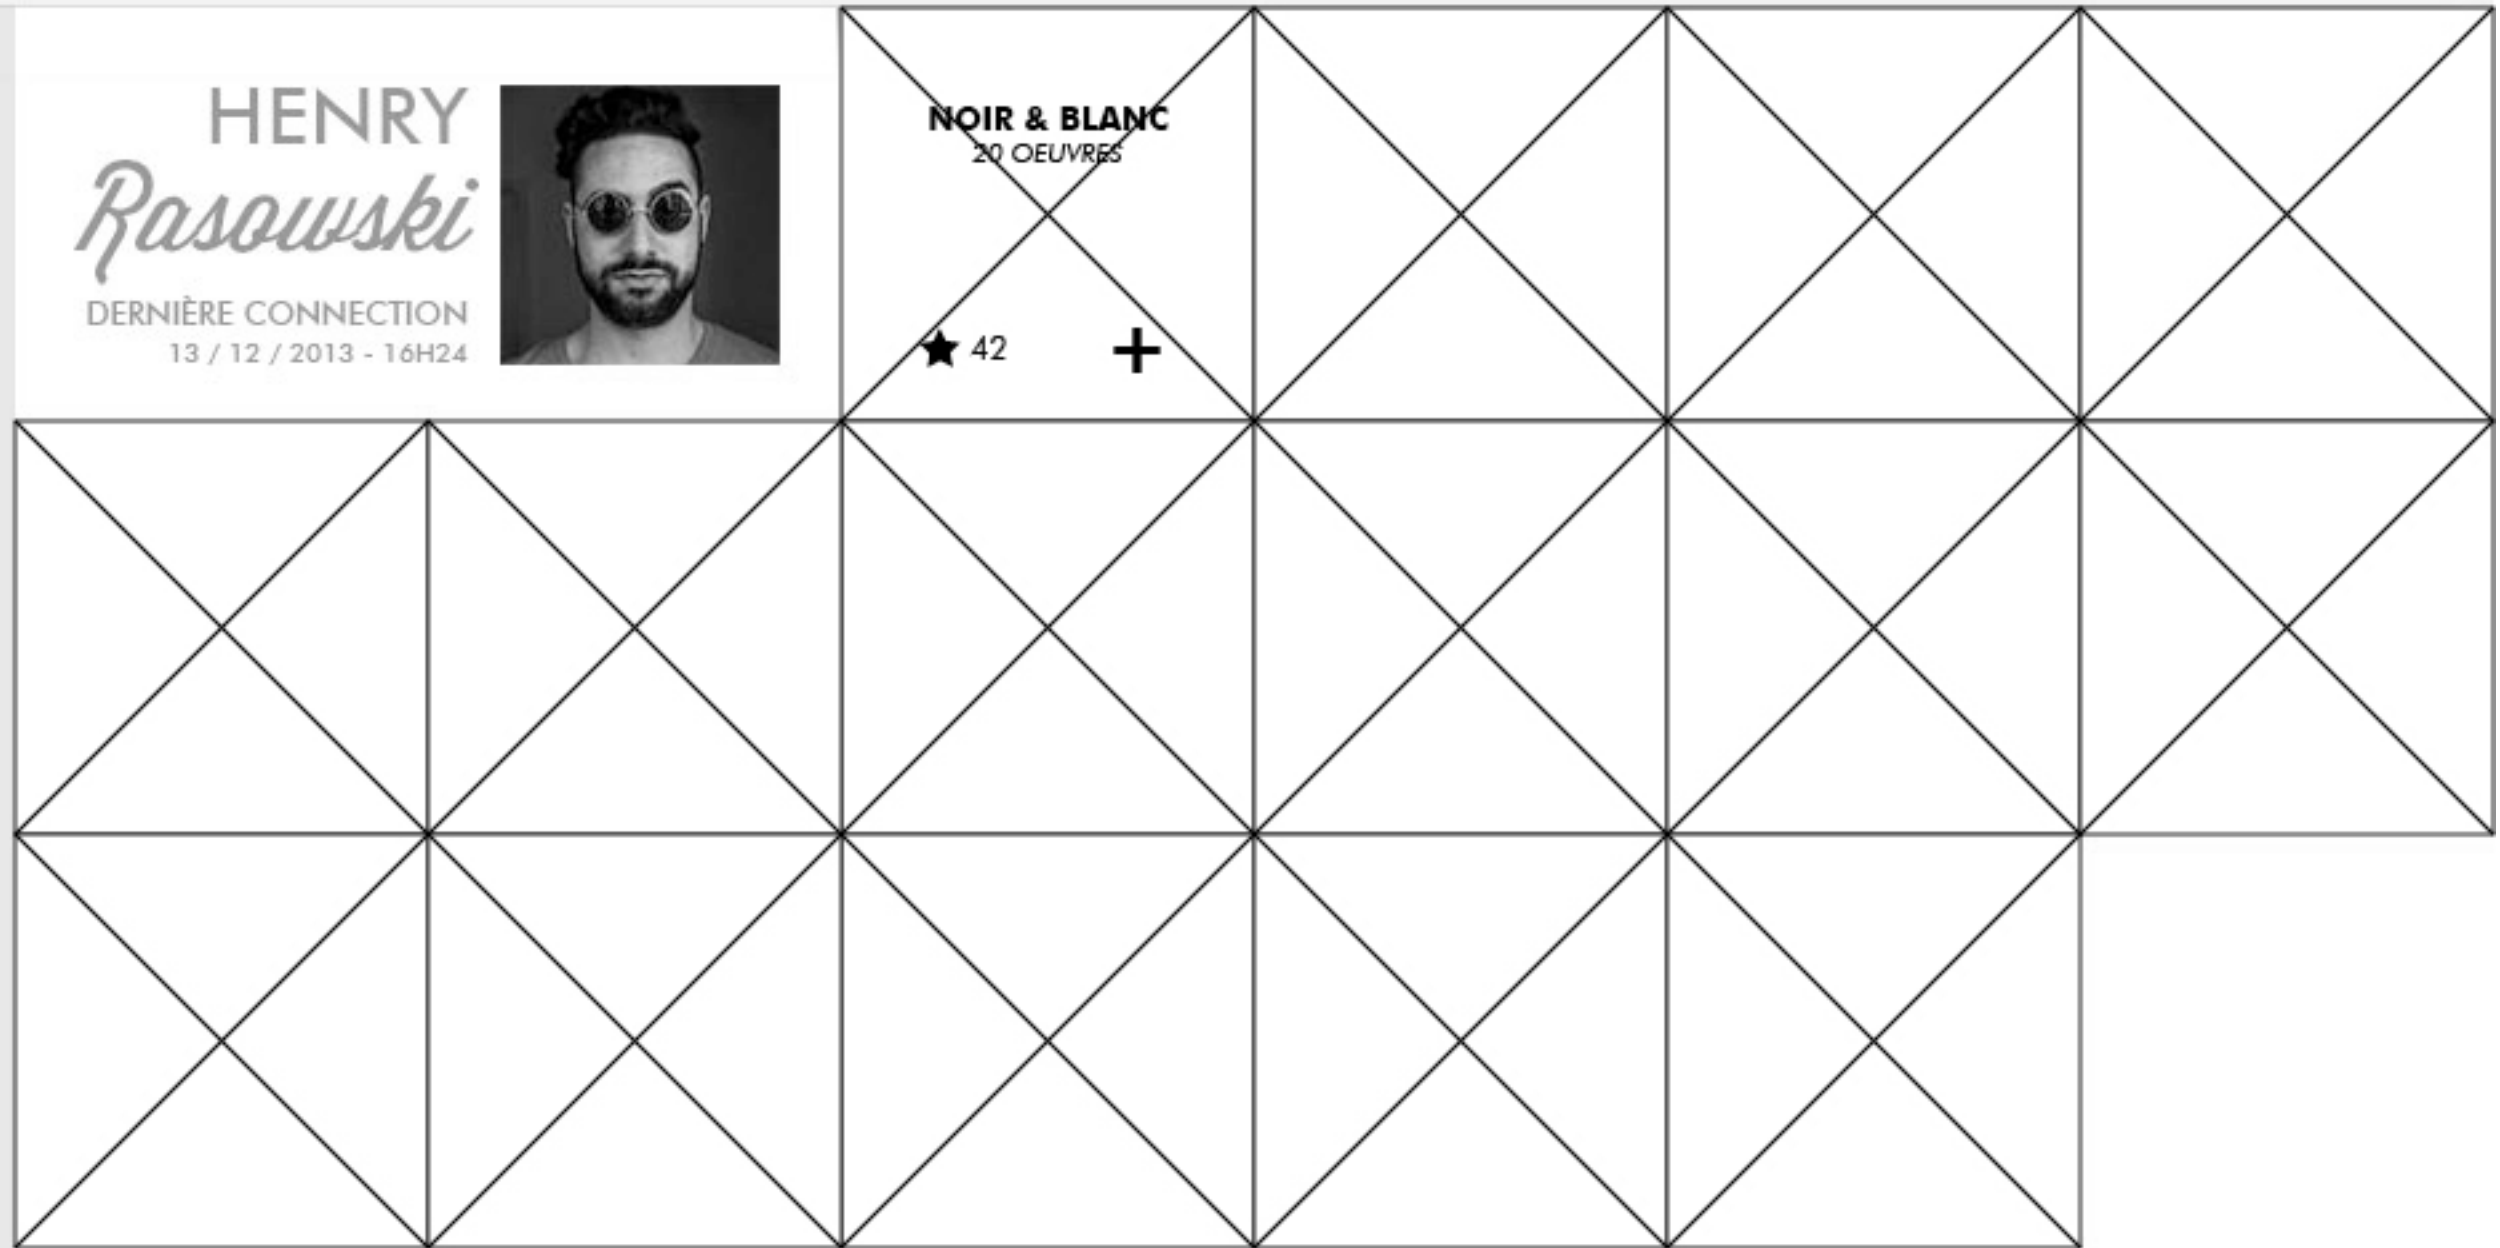 HENRY
Rasowski
DERNIÈRE CONNECTION
13 / 12 / 2013 - 16H24
NOIR & BLANC
20 OEUVRES
42